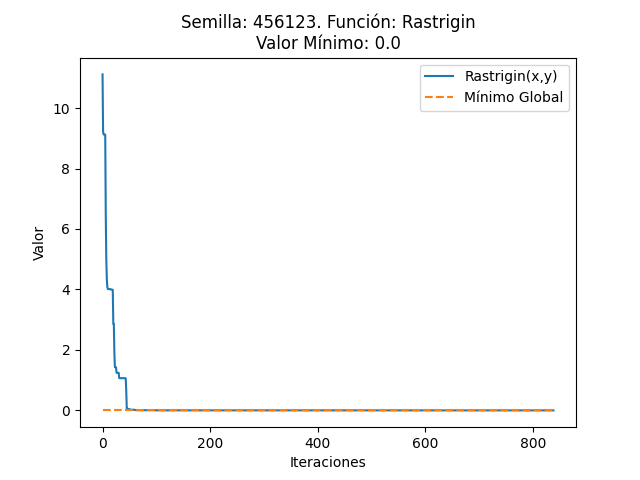 Semilla: 456123. Función: Rastrigin
Valor Mínimo: 0.0
Rastrigin(x,y)
Mínimo Global
Valor
10
8
6
4
2
0
0 200 400 600 800
Iteraciones